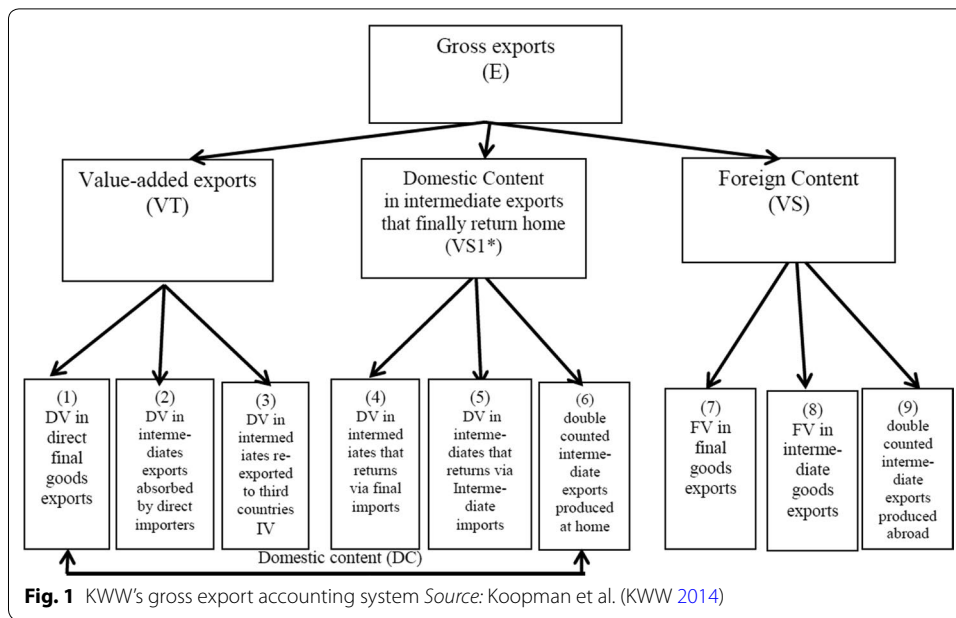 Gross exports
(E)
Value-added exports
(VT)
Domestic Content
in intermediate exports
that finally return home
(VS1*)
Foreign Content
(VS)
(1)
DV in
direct
final
goods
exports
(2)
DV in
interme-
diates
exports
absorbed
by direct
importers
(3)
DV in
intermed
iates re-
exported
to third
countries
IV
(4)
DV in
intermed
iates that
returns
via final
imports
(5)
DV in
interme-
diates that
returns via
Interme-
diate
imports
(6)
double
counted
interme-
diate
exports
produced
at home
(7)
FV in
final
goods
exports
(8)
FV in
interme-
diate
goods
exports
(9)
double
counted
interme-
diate
exports
produced
abroad
Domestic content (DC)
Fig. 1 KWW's gross export accounting system Source: Koopman et al. (KWW 2014)